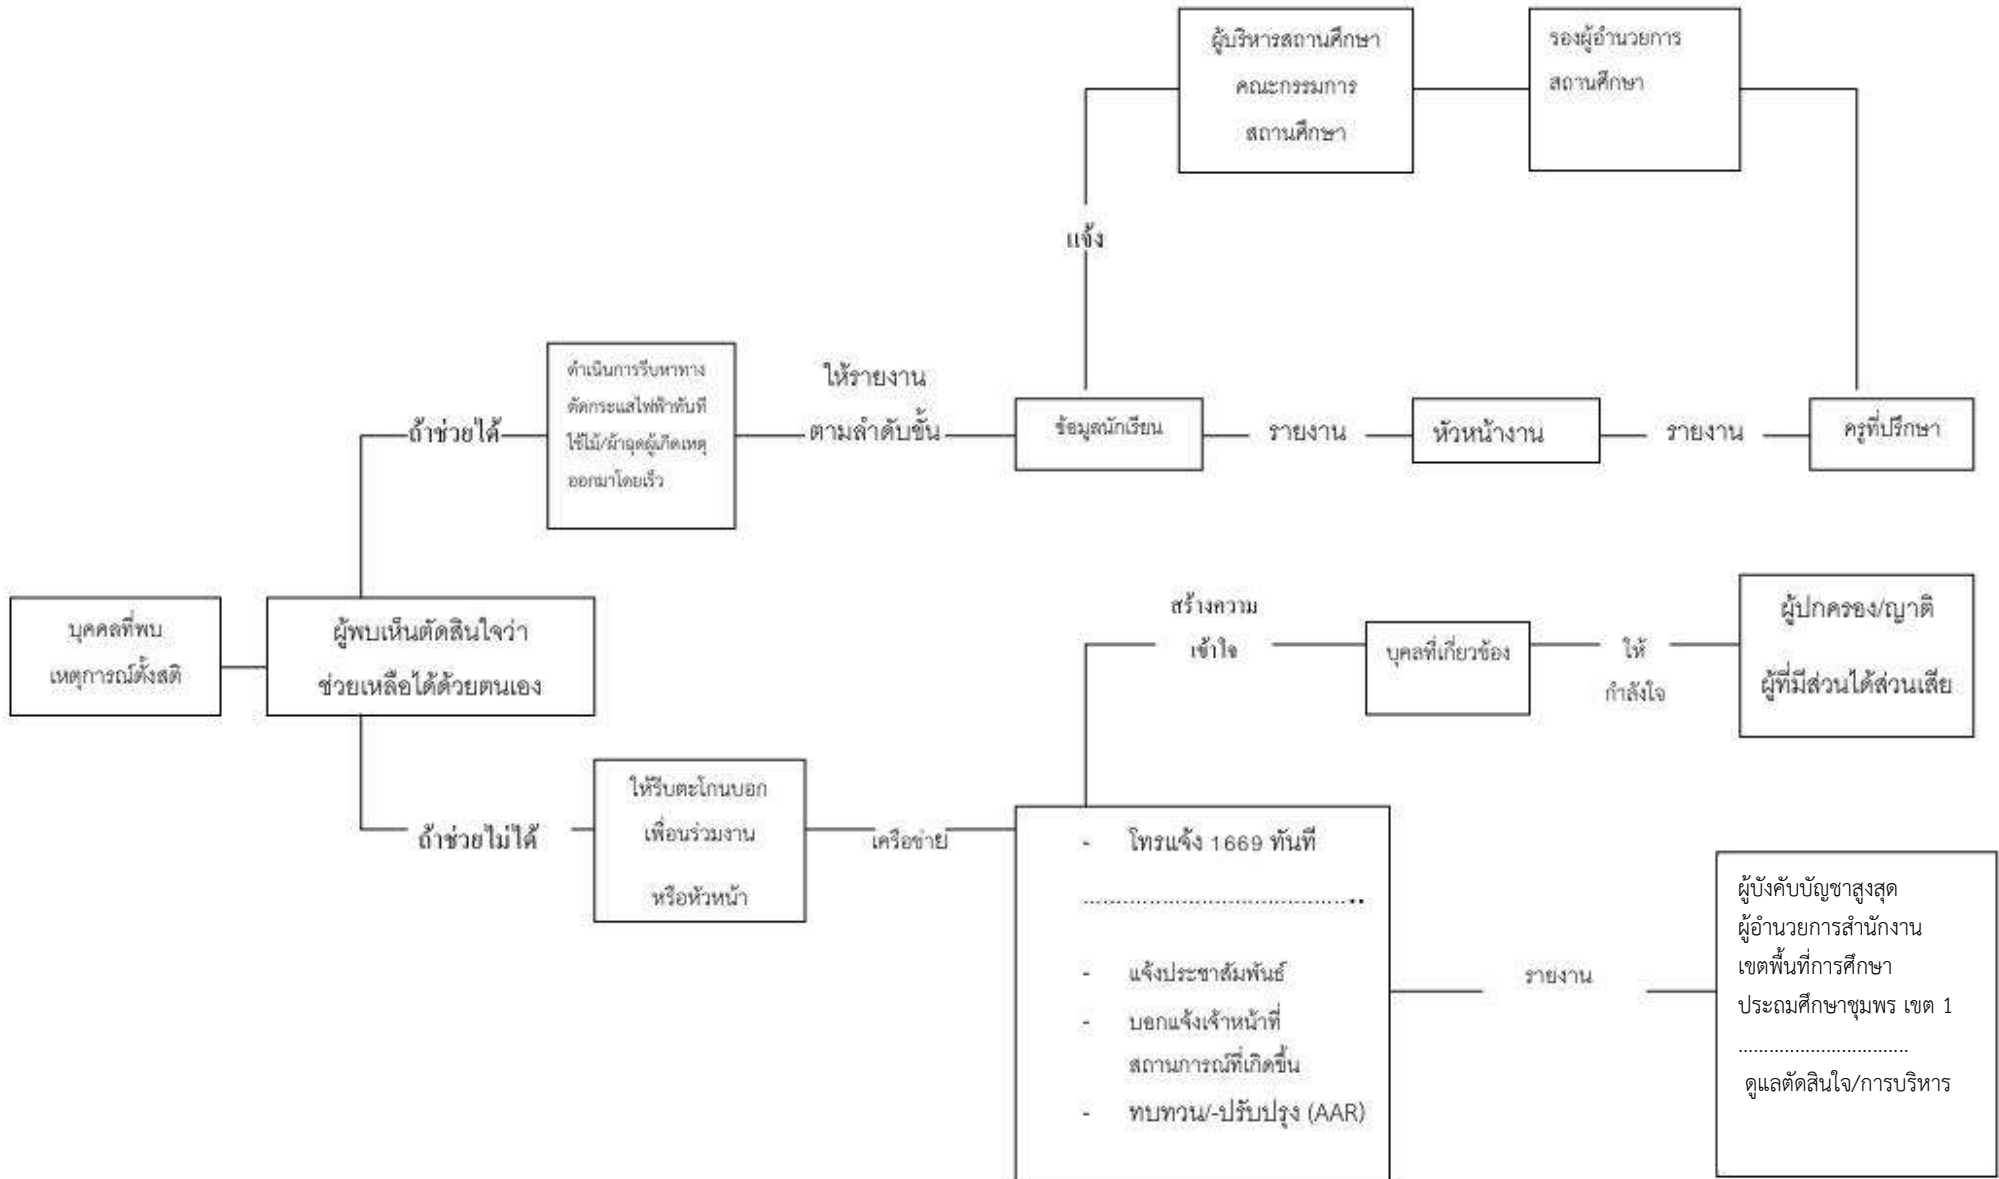 ผู้บริหารสถานศึกษา
คณะกรรมการ
สถานศึกษา
รองผู้อำนวยการ
สถานศึกษา
แจ้ง
ดำเนินการรีบหาทาง
ตัดกระแสไฟฟ้าทันที
ใช้ไม้/ผ้าฉุดผู้เกิดเหตุ
ออกมาโดยเร็ว
ถ้าช่วยได้
ให้รายงาน
ตามลำดับขั้น
ข้อมูลนักเรียน
รายงาน
หัวหน้างาน
รายงาน
ครูที่ปรึกษา
บุคคลที่พบ
เหตุการณ์ตั้งสติ
ผู้พบเห็นตัดสินใจว่า
ช่วยเหลือได้ด้วยตนเอง
สร้างความ
เข้าใจ
บุคลที่เกี่ยวข้อง
ให้
กำลังใจ
ผู้ปกครอง/ญาติ
ผู้ที่มีส่วนได้ส่วนเสีย
ถ้าช่วยไม่ได้
ให้รีบตะโกนบอก
เพื่อนร่วมงาน
หรือหัวหน้า
เครือข่าย
- โทรแจ้ง 1669 ทันที
..........................................
- แจ้งประชาสัมพันธ์
- บอกแจ้งเจ้าหน้าที่
สถานการณ์ที่เกิดขึ้น
- ทบทวน/-ปรับปรุง (AAR)
รายงาน
ผู้บังคับบัญชาสูงสุด
ผู้อำนวยการสำนักงาน
เขตพื้นที่การศึกษา
ประถมศึกษาชุมพร เขต 1
.................................
ดูแลตัดสินใจ/การบริหาร